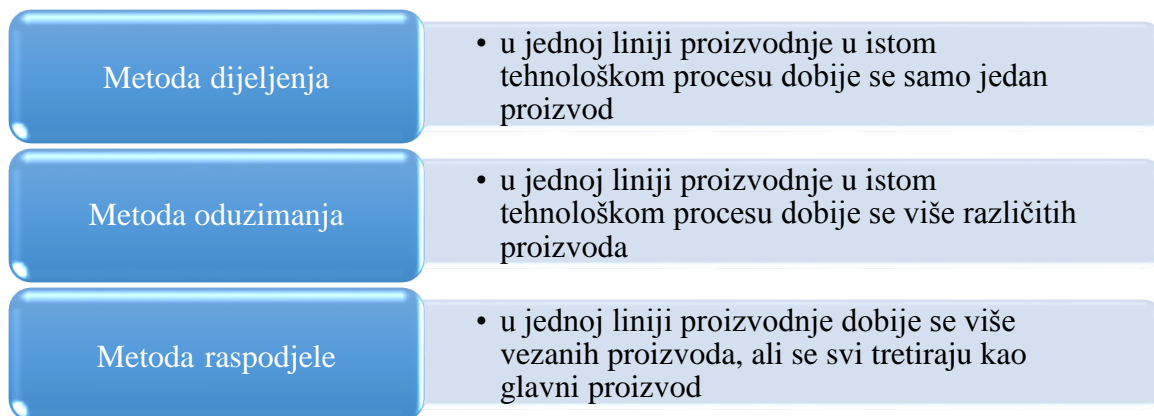 Metoda dijeljenja
• u jednoj liniji proizvodnje u istom
tehnološkom procesu dobije se samo jedan
proizvod
Metoda oduzimanja
• u jednoj liniji proizvodnje u istom
tehnološkom procesu dobije se više različitih
proizvoda
Metoda raspodjele
• u jednoj liniji proizvodnje dobije se više
vezanih proizvoda, ali se svi tretiraju kao
glavni proizvod